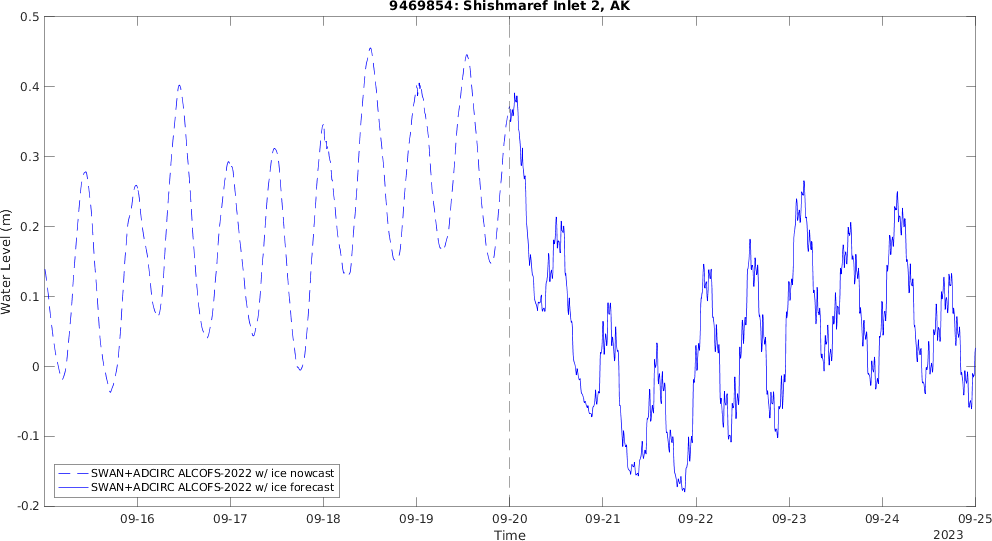 9469854: Shishmaref Inlet 2, AK
0.5
0.4
0.3
0.2
0.1
0
-0.1
-0.2
Water Level (m)
SWAN+ADCIRC ALCOFS-2022 w/ ice nowcast
SWAN+ADCIRC ALCOFS-2022 w/ ice forecast
09-16 09-17 09-18 09-19 09-20 09-21 09-22 09-23 09-24 09-25
Time
2023